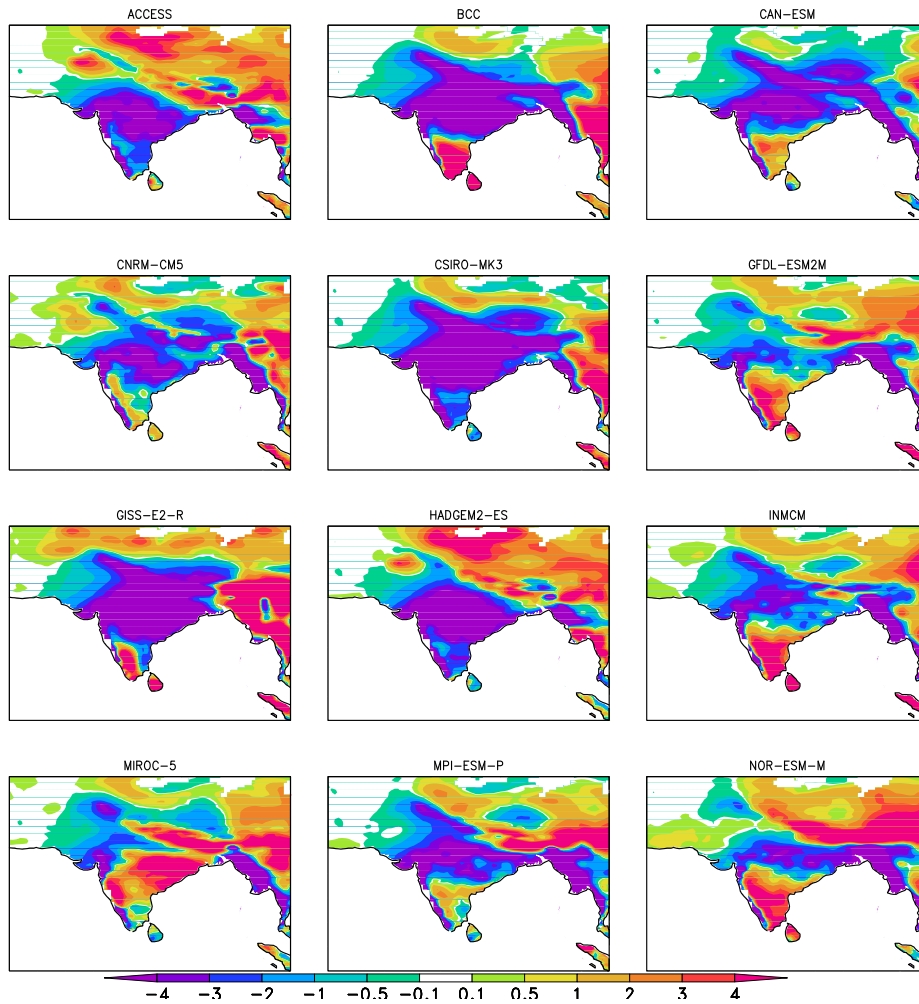 ACCESS BCC CAN-ESM
CNRM-CM5 CSIRO-MK3 GFDL-ESM2M
GISS-E2-R HADGEM2-ES INMCM
MIROC-5 MPI-ESM-P NOR-ESM-M
-4 -3 -2 -1 -0.5 -0.1 0.1 0.5 1 2 3 4